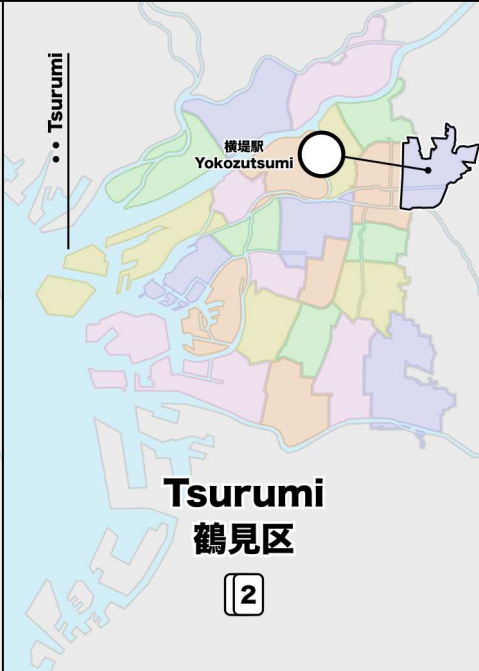 •• Tsurumi
横堤駅
Yokozutsumi
Tsurumi
鶴見区
2